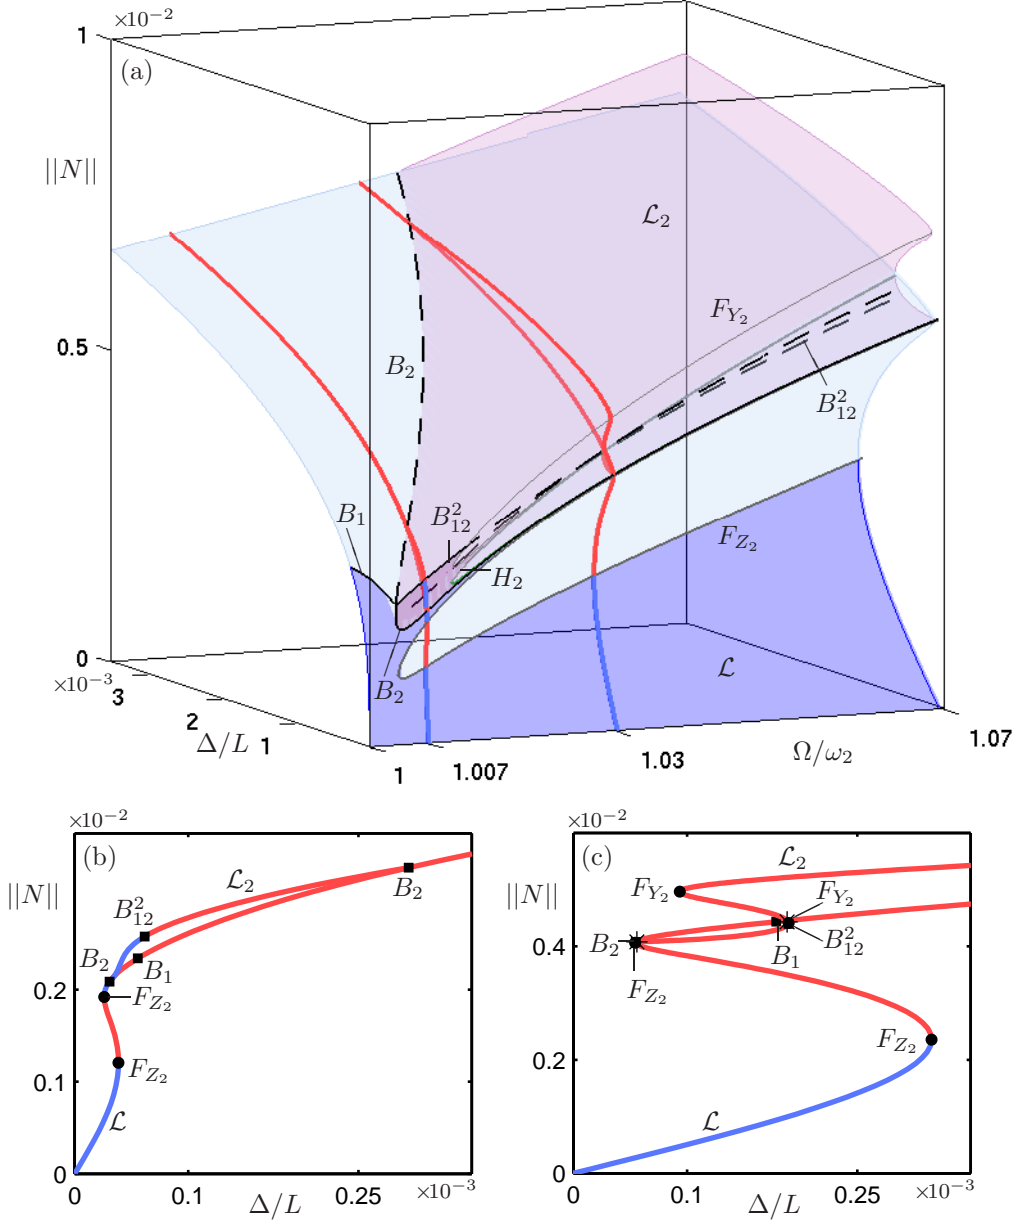 ×10⁻²
1
(a)
||N||
ℒ₂
F_{Y₂}
0.5
B₂
B²₁₂
B₁
B²₁₂
F_{Z₂}
H₂
0
×10⁻³
3
B₂
ℒ
2
Δ/L
1
1
1.007
1.03
Ω/ω₂
1.07
×10⁻²
(b)
||N||
ℒ₂
B₂
B²₁₂
B₂
B₁
0.2
F_{Z₂}
0.1
F_{Z₂}
ℒ
0
0
0.1
Δ/L
0.25
×10⁻³
×10⁻²
(c)
ℒ₂
||N||
F_{Y₂}
F_{Y₂}
0.4
B₂
B₁
B²₁₂
F_{Z₂}
F_{Z₂}
0.2
ℒ
0
0
0.1
Δ/L
0.25
×10⁻³